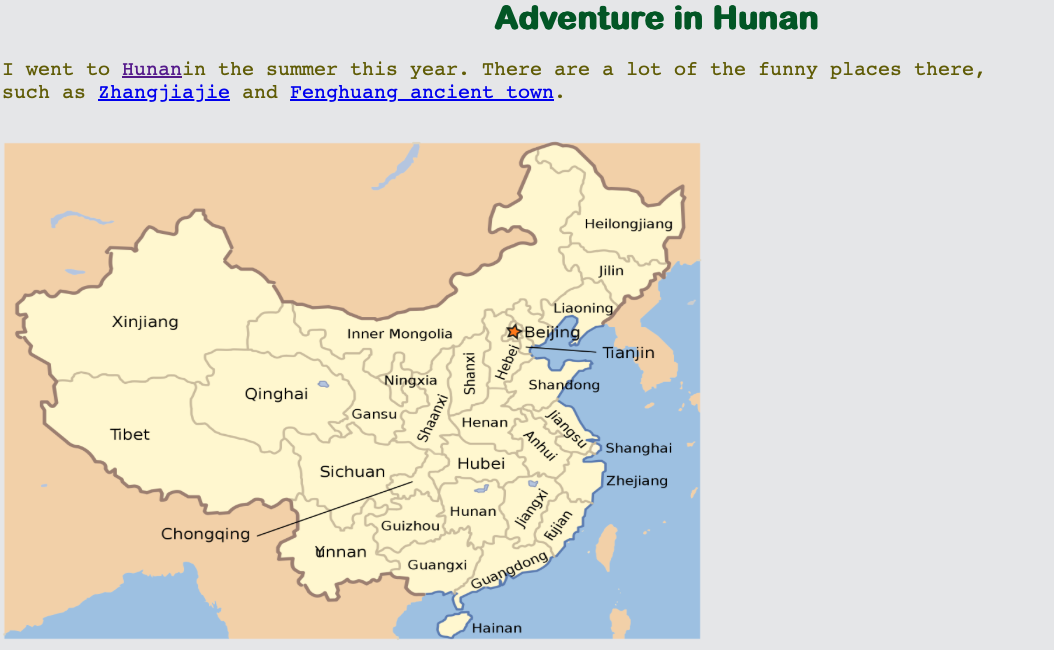 Adventure in Hunan
I went to Hunanin the summer this year. There are a lot of the funny places there,
such as Zhangjiajie and Fenghuang ancient town.
Heilongjiang
Jilin
Liaoning
Xinjiang
Inner Mongolia
Beijing
Tianjin
Hebei
Shanxi
Ningxia
Shandong
Qinghai
Gansu
Shaanxi
Henan
Jiangsu
Tibet
Anhui
Shanghai
Sichuan
Hubei
Zhejiang
Chongqing
Hunan
Jiangxi
Fujian
Guizhou
Yunnan
Guangxi
Guangdong
Hainan